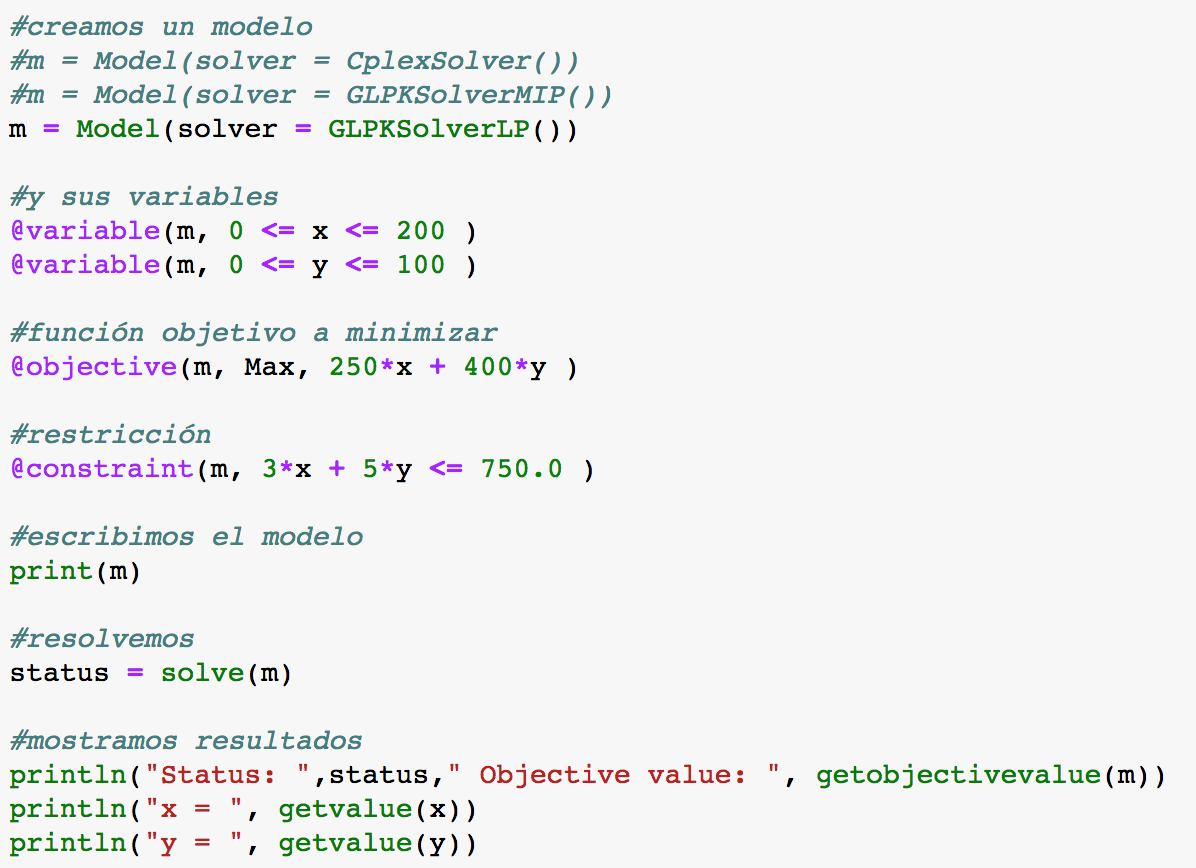 #creamos un modelo
#m = Model(solver = CplexSolver())
#m = Model(solver = GLPKSolverMIP())
m = Model(solver = GLPKSolverLP())
#y sus variables
@variable(m, 0 <= x <= 200 )
@variable(m, 0 <= y <= 100 )
#función objetivo a minimizar
@objective(m, Max, 250*x + 400*y )
#restricción
@constraint(m, 3*x + 5*y <= 750.0 )
#escribimos el modelo
print(m)
#resolvemos
status = solve(m)
#mostramos resultados
println("Status: ",status," Objective value: ", getobjectivevalue(m))
println("x = ", getvalue(x))
println("y = ", getvalue(y))